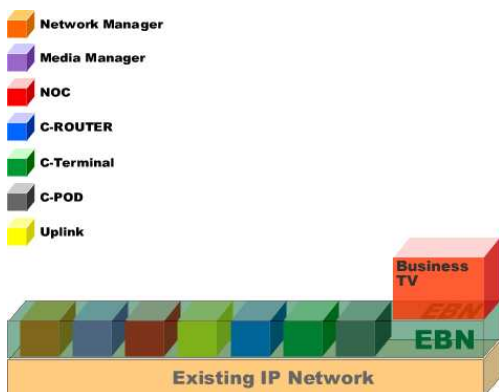 Network Manager
Media Manager
NOC
C-ROUTER
C-Terminal
C-POD
Uplink
Business
TV
EBN
EBN
Existing IP Network